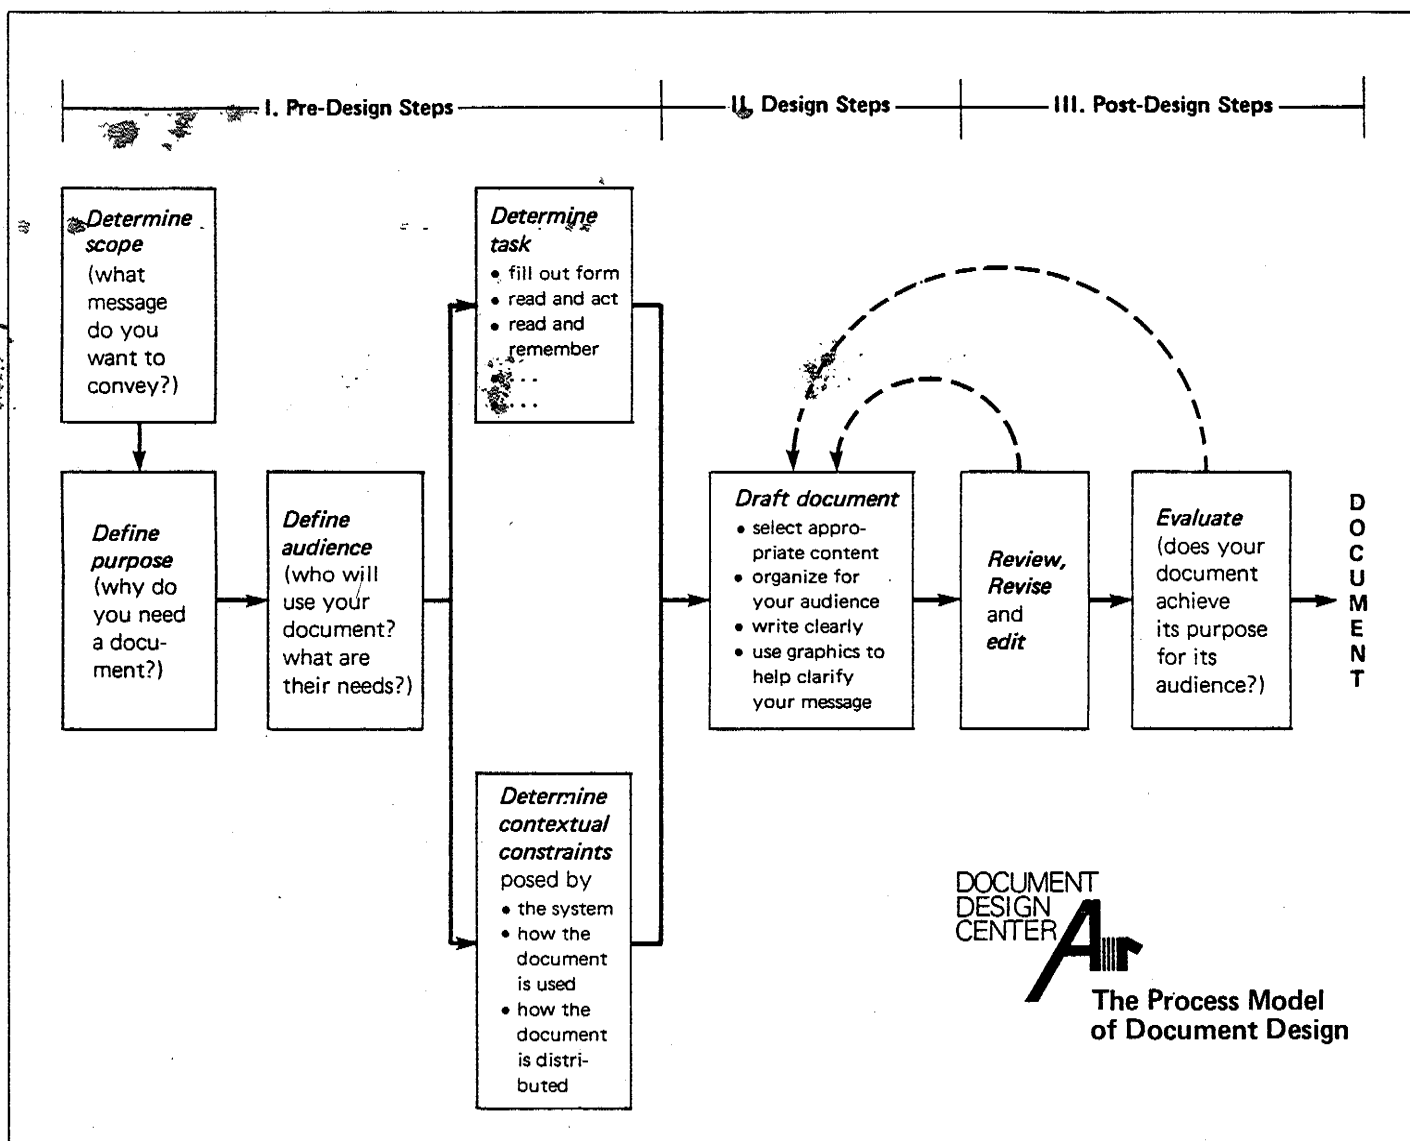 I. Pre-Design Steps
II. Design Steps
III. Post-Design Steps
Determine
scope
(what
message
do you
want to
convey?)
Define
purpose
(why do
you need
a docu-
ment?)
Define
audience
(who will
use your
document?
what are
their needs?)
Determine
task
• fill out form
• read and act
• read and
remember
• ...
• ...
Determine
contextual
constraints
posed by
• the system
• how the
document
is used
• how the
document
is distri-
buted
Draft document
• select appro-
priate content
• organize for
your audience
• write clearly
• use graphics to
help clarify
your message
Review,
Revise
and
edit
Evaluate
(does your
document
achieve
its purpose
for its
audience?)
DOCUMENT
DOCUMENT
DESIGN
CENTER
Air
The Process Model
of Document Design